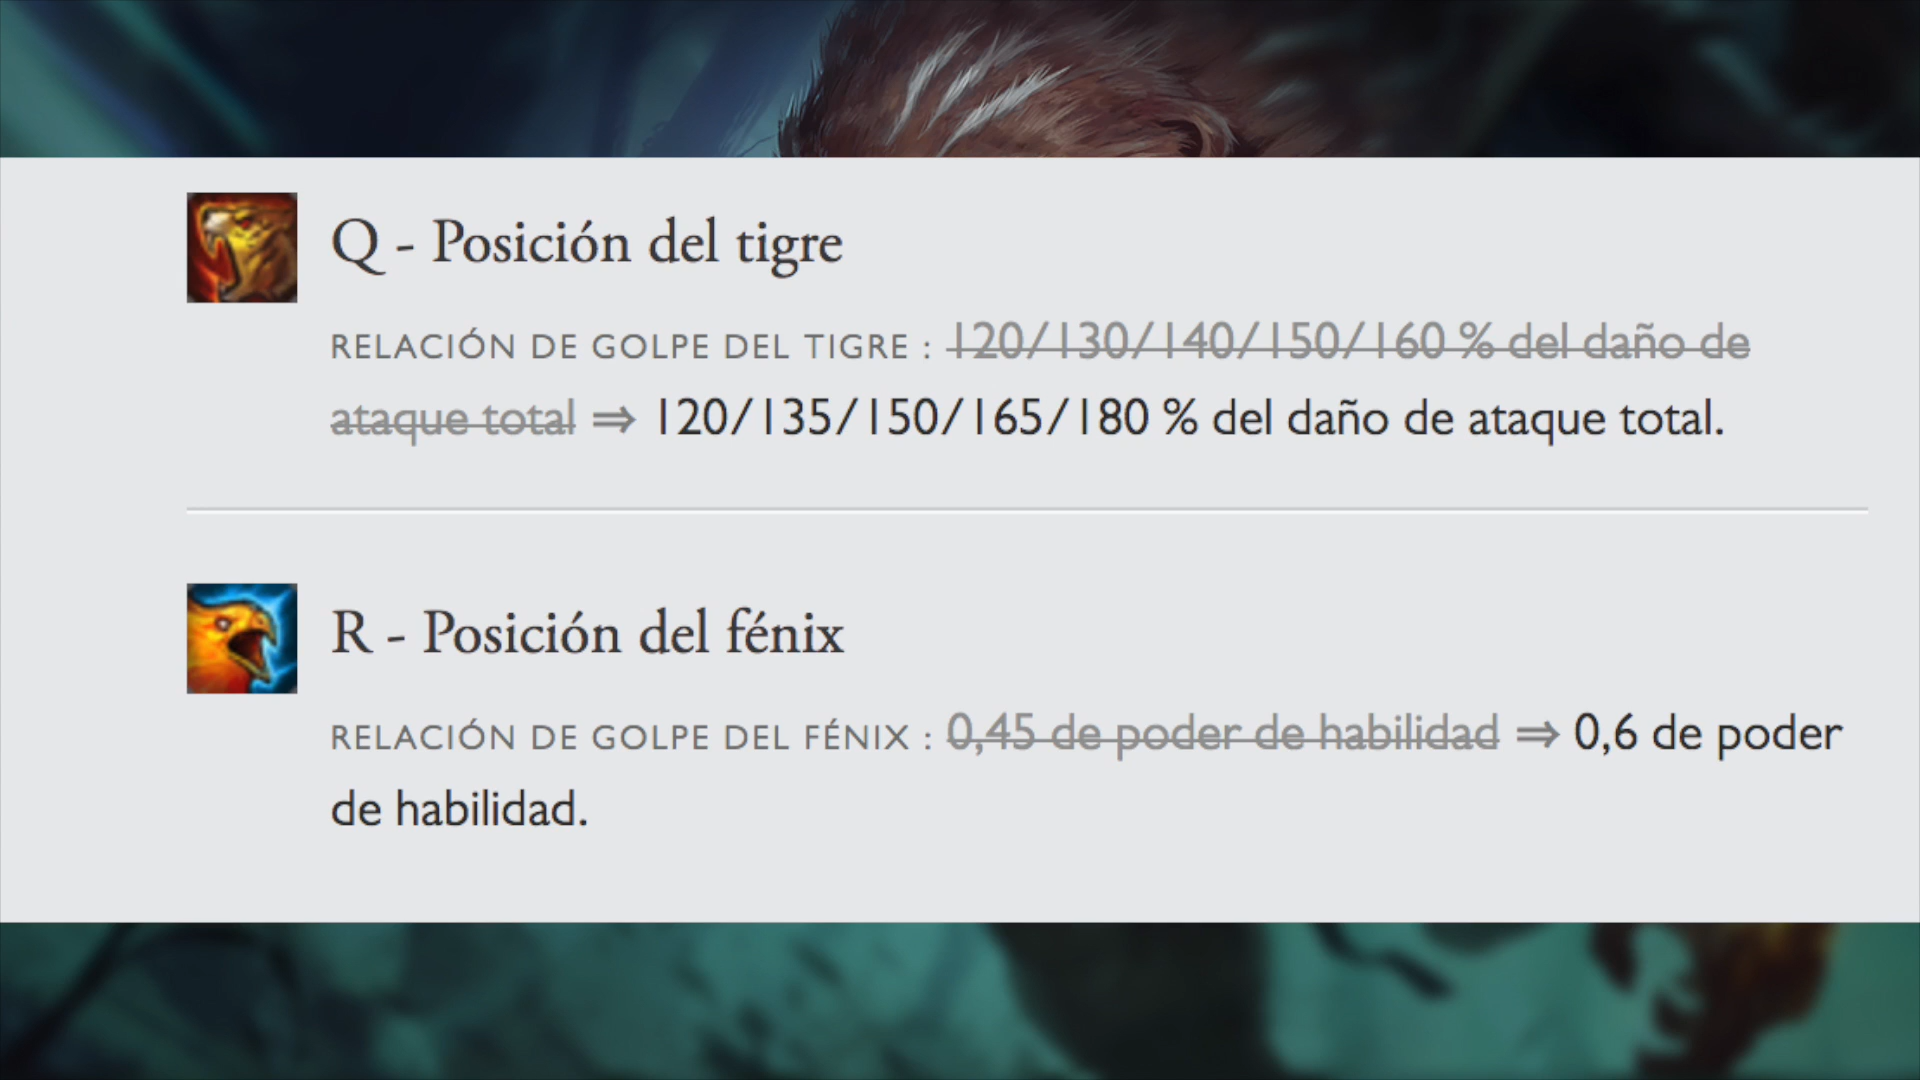 Q - Posición del tigre
RELACIÓN DE GOLPE DEL TIGRE : 120/130/140/150/160 % del daño de
ataque total ⇒ 120/135/150/165/180 % del daño de ataque total.
R - Posición del fénix
RELACIÓN DE GOLPE DEL FÉNIX : 0,45 de poder de habilidad ⇒ 0,6 de poder
de habilidad.